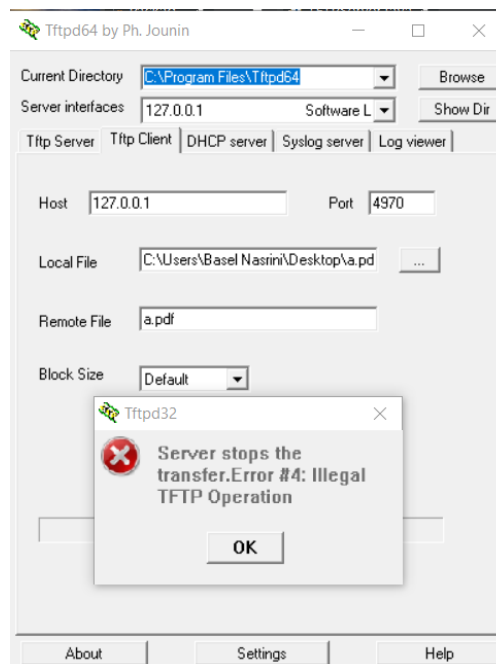 Tftpd64 by Ph. Jounin
Current Directory C:\Program Files\Tftpd64 Browse
Server interfaces 127.0.0.1 Software L Show Dir
Tftp Server Tftp Client DHCP server Syslog server Log viewer
Host 127.0.0.1 Port 4970
Local File C:\Users\Basel Nasrini\Desktop\a.pd ...
Remote File a.pdf
Block Size Default
Tftpd32
Server stops the
transfer.Error #4: Illegal
TFTP Operation
OK
About Settings Help